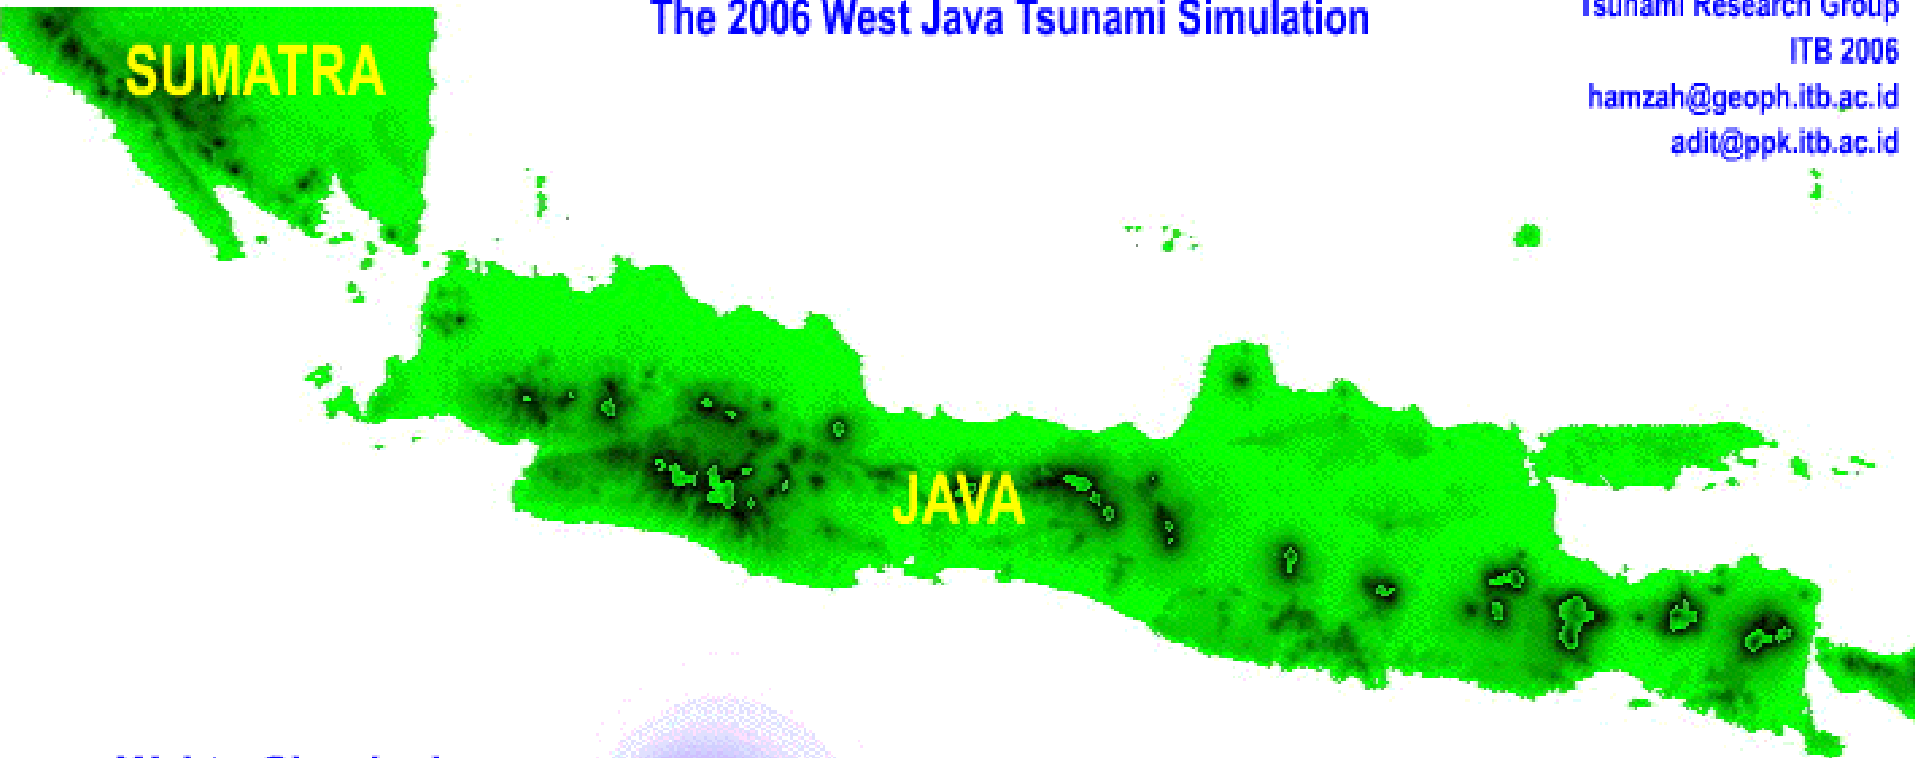 The 2006 West Java Tsunami Simulation
Tsunami Research Group
ITB 2006
hamzah@geoph.itb.ac.id
adit@ppk.itb.ac.id
SUMATRA
JAVA